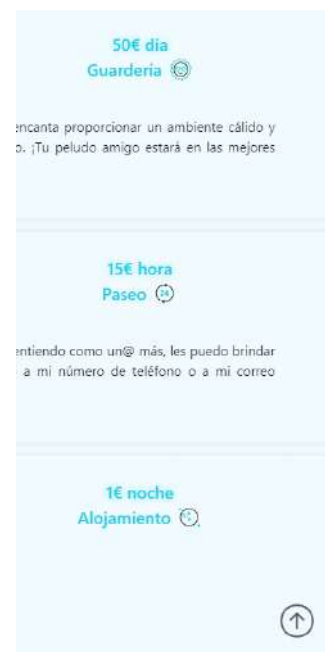 50€ día
Guardería
encanta proporcionar un ambiente cálido y
o. ¡Tu peludo amigo estará en las mejores
15€ hora
Paseo 24
entiendo como un@ más, les puedo brindar
a mi número de teléfono o a mi correo
1€ noche
Alojamiento